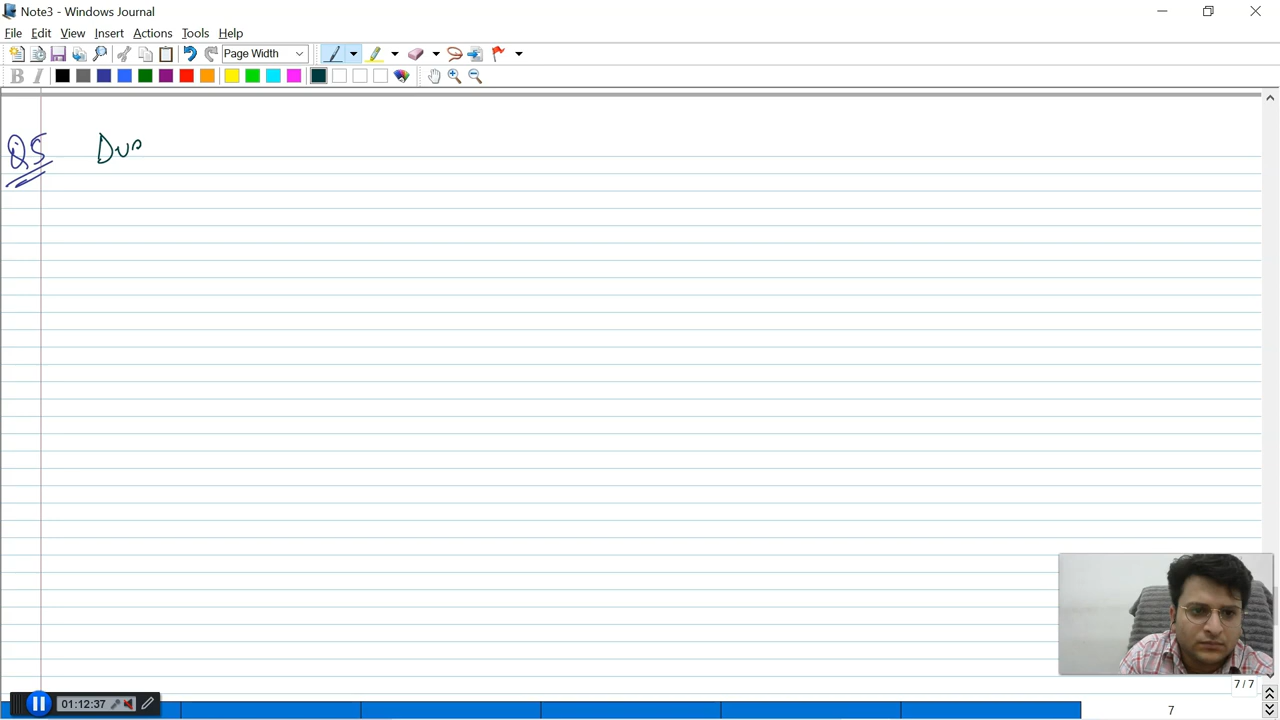 Note3 - Windows Journal
File Edit View Insert Actions Tools Help
Page Width
B I
Q5 Dur
7 / 7
01:12:37
7